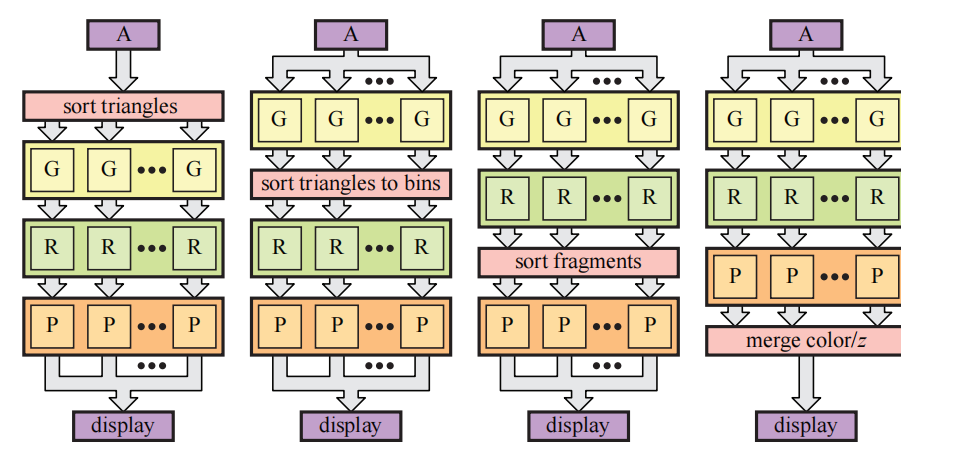 A A A A
sort triangles
G G G
G G G
G G G
G G G
sort triangles to bins
R R R
R R R
R R R
R R R
sort fragments
P P P
P P P
P P P
P P P
merge color/z
display display display display